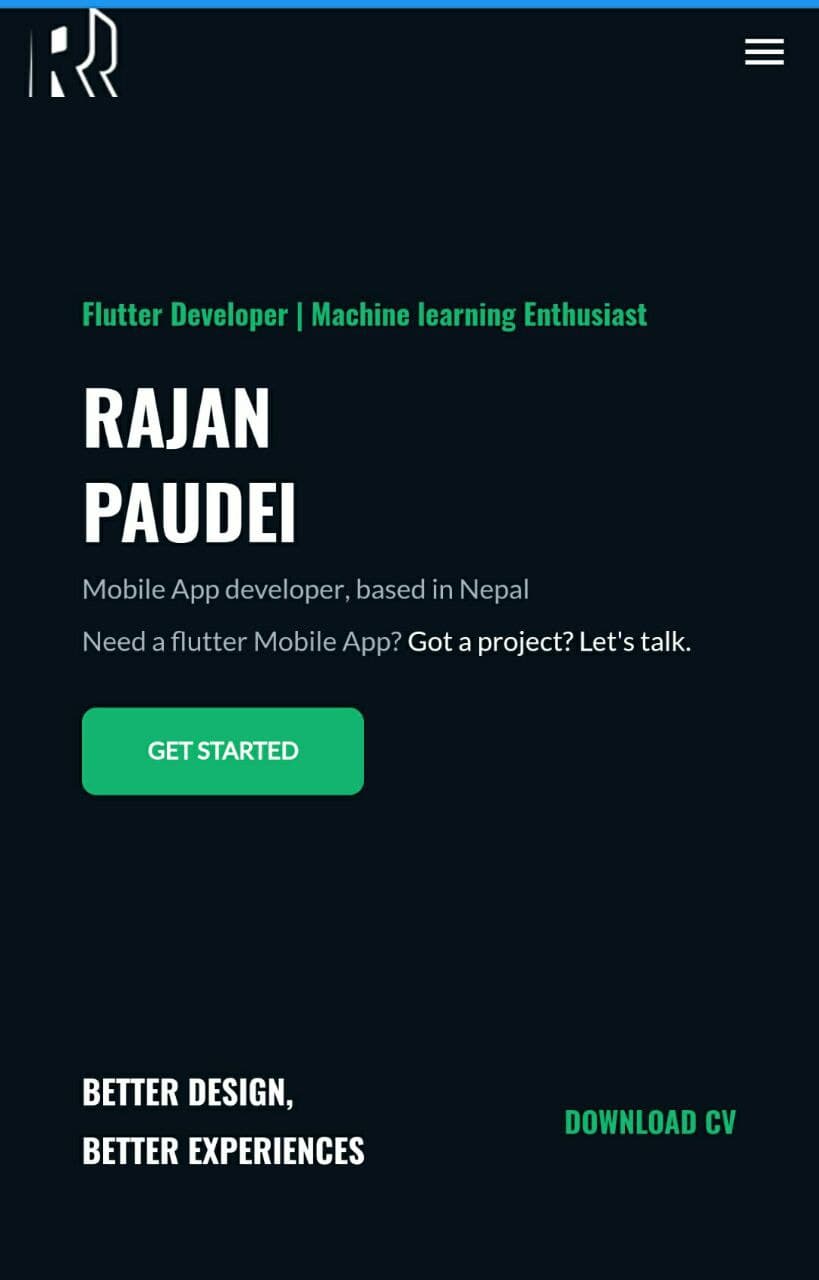 Flutter Developer | Machine learning Enthusiast
RAJAN
PAUDEI
Mobile App developer, based in Nepal
Need a flutter Mobile App? Got a project? Let's talk.
GET STARTED
BETTER DESIGN,
BETTER EXPERIENCES
DOWNLOAD CV